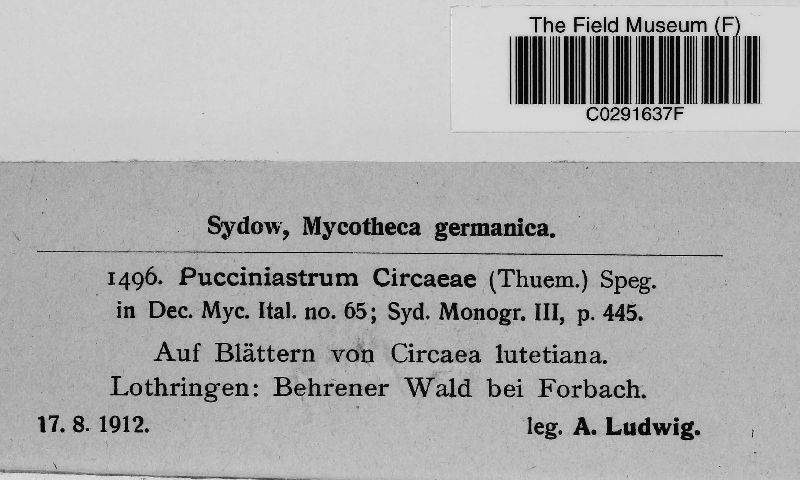 The Field Museum (F)
C0291637F
Sydow, Mycotheca germanica.
1496. Pucciniastrum Circaeae (Thuem.) Speg.
in Dec. Myc. Ital. no. 65; Syd. Monogr. III, p. 445.
Auf Blättern von Circaea lutetiana.
Lothringen: Behrener Wald bei Forbach.
17. 8. 1912. leg. A. Ludwig.